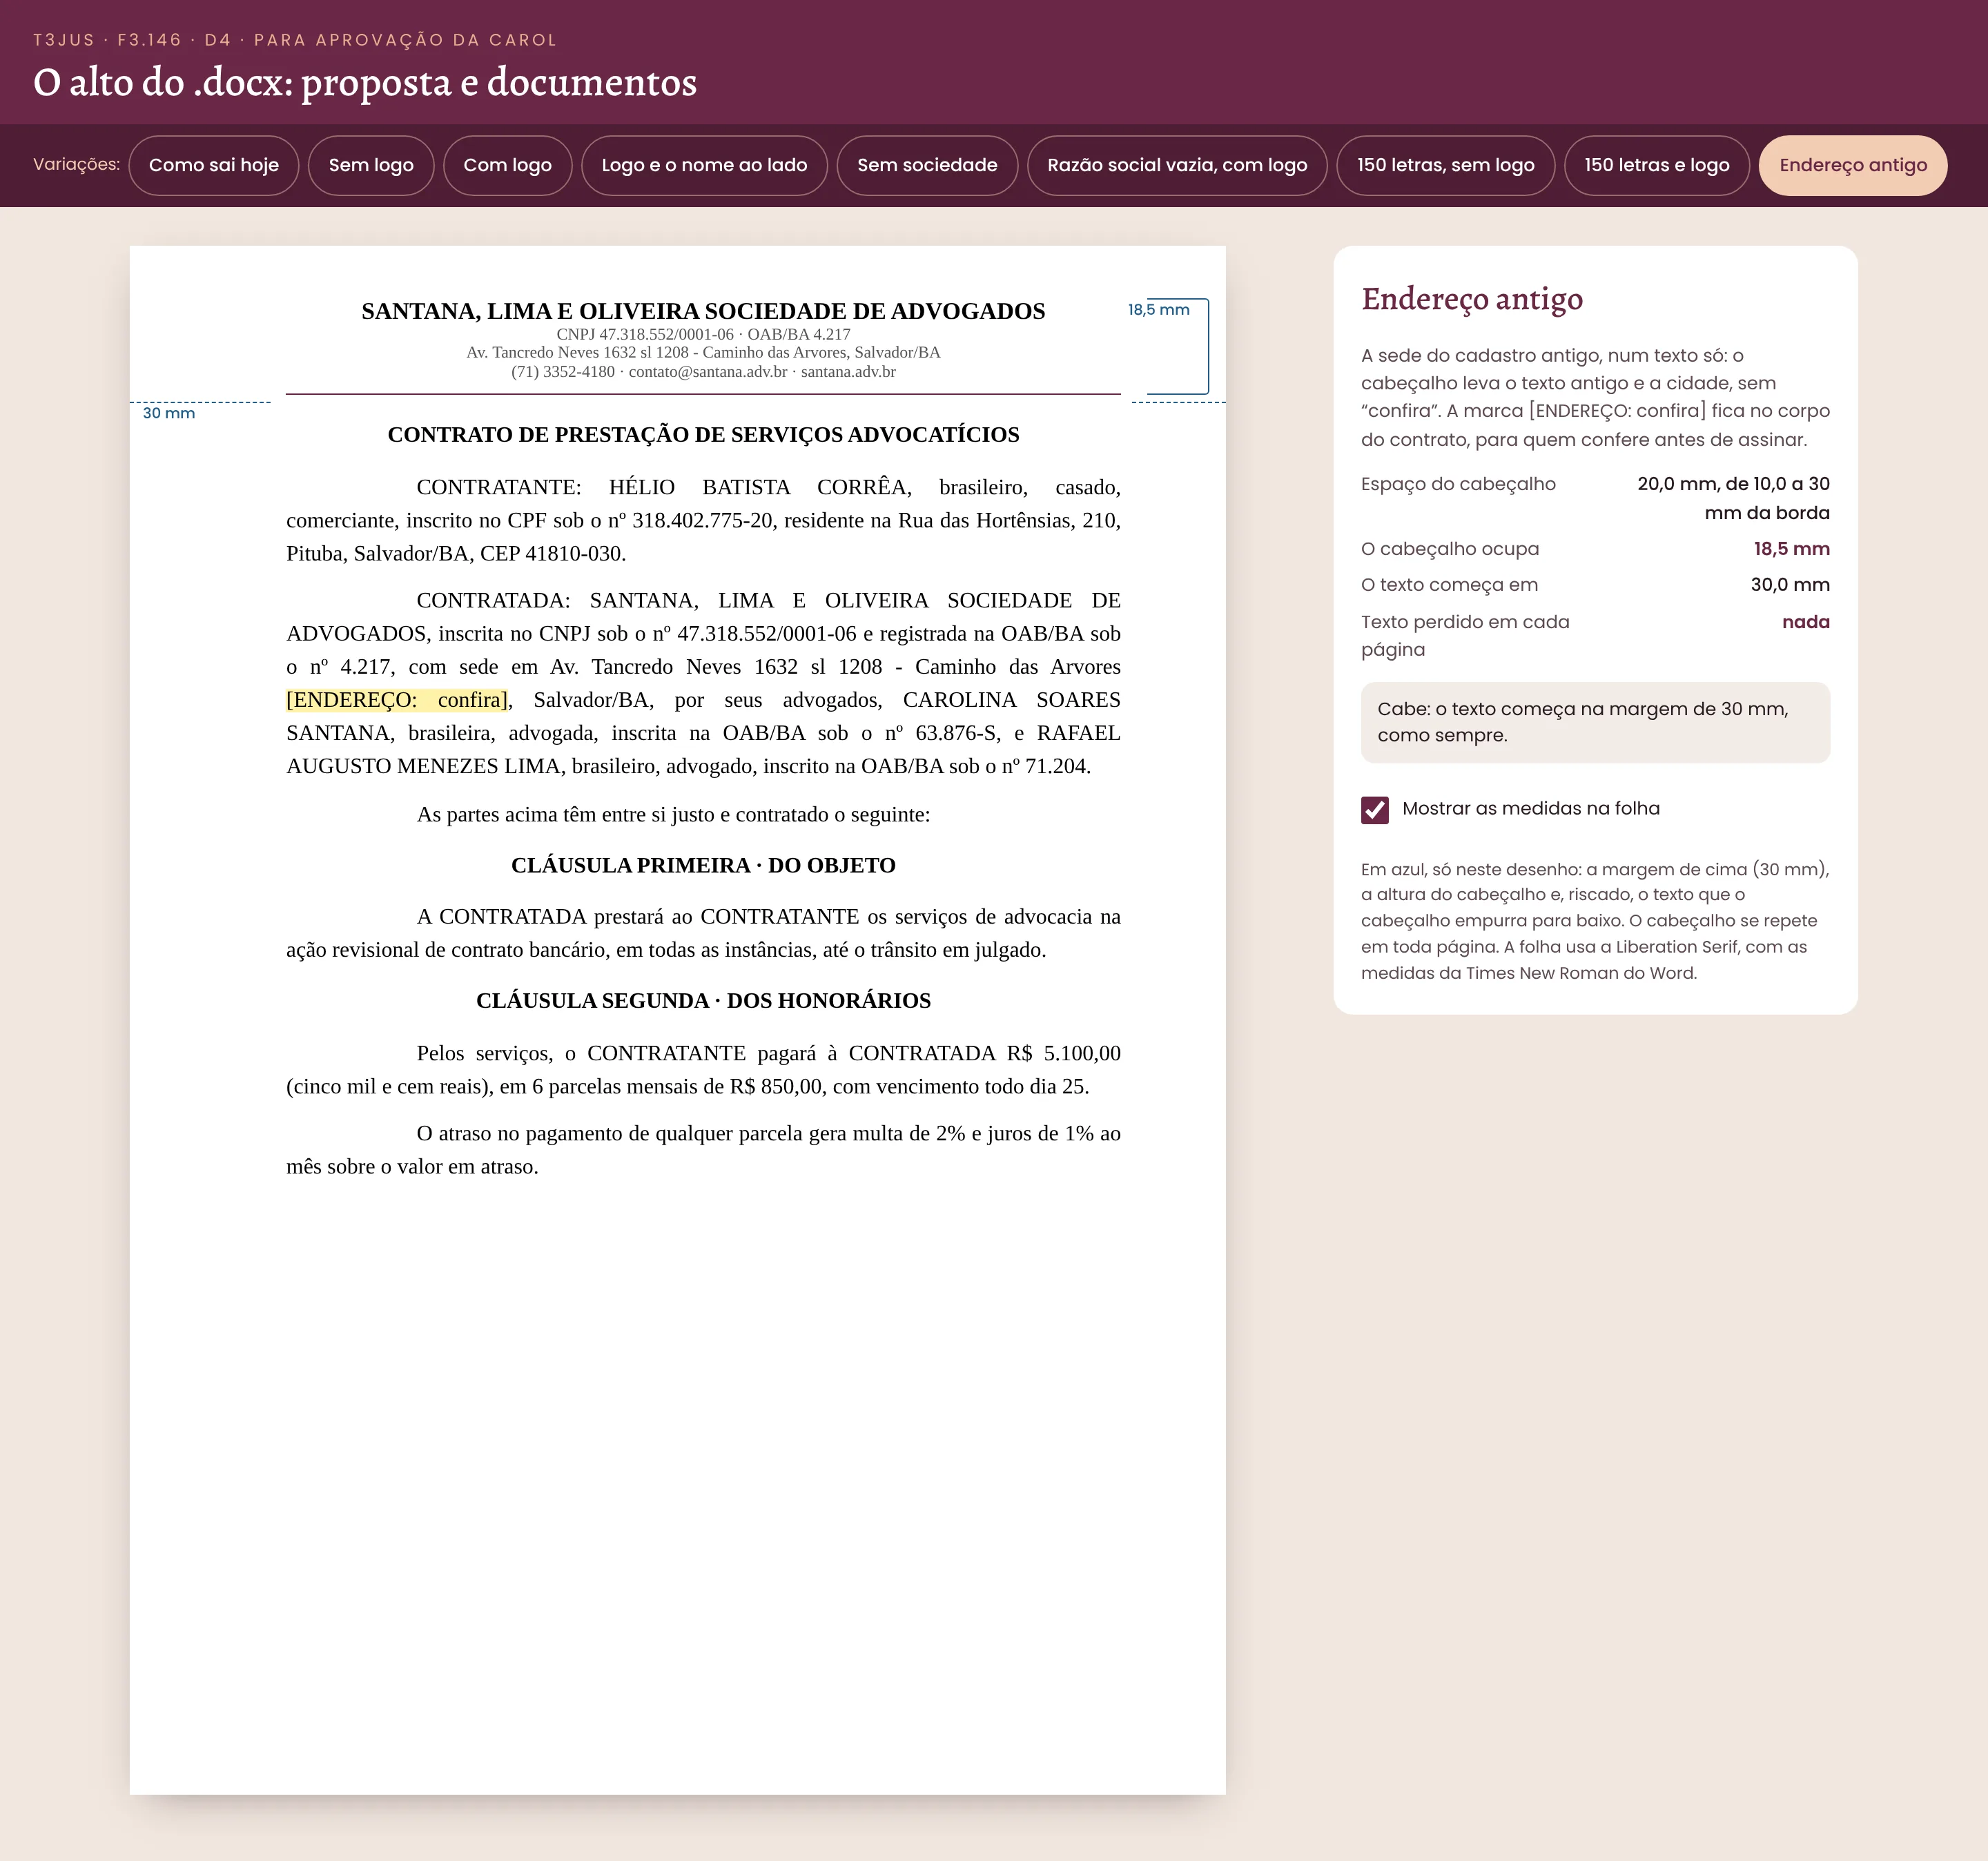 T3JUS · F3.146 · D4 · PARA APROVAÇÃO DA CAROL
O alto do .docx: proposta e documentos
Variações:
Como sai hoje
Sem logo
Com logo
Logo e o nome ao lado
Sem sociedade
Razão social vazia, com logo
150 letras, sem logo
150 letras e logo
Endereço antigo
SANTANA, LIMA E OLIVEIRA SOCIEDADE DE ADVOGADOS
CNPJ 47.318.552/0001-06 · OAB/BA 4.217
Av. Tancredo Neves 1632 sl 1208 - Caminho das Arvores, Salvador/BA
(71) 3352-4180 · contato@santana.adv.br · santana.adv.br
18,5 mm
30 mm
CONTRATO DE PRESTAÇÃO DE SERVIÇOS ADVOCATÍCIOS
CONTRATANTE: HÉLIO BATISTA CORRÊA, brasileiro, casado,
comerciante, inscrito no CPF sob o nº 318.402.775-20, residente na Rua das Hortênsias, 210,
Pituba, Salvador/BA, CEP 41810-030.
CONTRATADA: SANTANA, LIMA E OLIVEIRA SOCIEDADE DE
ADVOGADOS, inscrita no CNPJ sob o nº 47.318.552/0001-06 e registrada na OAB/BA sob
o nº 4.217, com sede em Av. Tancredo Neves 1632 sl 1208 - Caminho das Arvores
[ENDEREÇO: confira], Salvador/BA, por seus advogados, CAROLINA SOARES
SANTANA, brasileira, advogada, inscrita na OAB/BA sob o nº 63.876-S, e RAFAEL
AUGUSTO MENEZES LIMA, brasileiro, advogado, inscrito na OAB/BA sob o nº 71.204.
As partes acima têm entre si justo e contratado o seguinte:
CLÁUSULA PRIMEIRA · DO OBJETO
A CONTRATADA prestará ao CONTRATANTE os serviços de advocacia na
ação revisional de contrato bancário, em todas as instâncias, até o trânsito em julgado.
CLÁUSULA SEGUNDA · DOS HONORÁRIOS
Pelos serviços, o CONTRATANTE pagará à CONTRATADA R$ 5.100,00
(cinco mil e cem reais), em 6 parcelas mensais de R$ 850,00, com vencimento todo dia 25.
O atraso no pagamento de qualquer parcela gera multa de 2% e juros de 1% ao
mês sobre o valor em atraso.
Endereço antigo
A sede do cadastro antigo, num texto só: o
cabeçalho leva o texto antigo e a cidade, sem
“confira”. A marca [ENDEREÇO: confira] fica no corpo
do contrato, para quem confere antes de assinar.
Espaço do cabeçalho
20,0 mm, de 10,0 a 30
mm da borda
O cabeçalho ocupa
18,5 mm
O texto começa em
30,0 mm
Texto perdido em cada
página
nada
Cabe: o texto começa na margem de 30 mm,
como sempre.
Mostrar as medidas na folha
Em azul, só neste desenho: a margem de cima (30 mm),
a altura do cabeçalho e, riscado, o texto que o
cabeçalho empurra para baixo. O cabeçalho se repete
em toda página. A folha usa a Liberation Serif, com as
medidas da Times New Roman do Word.